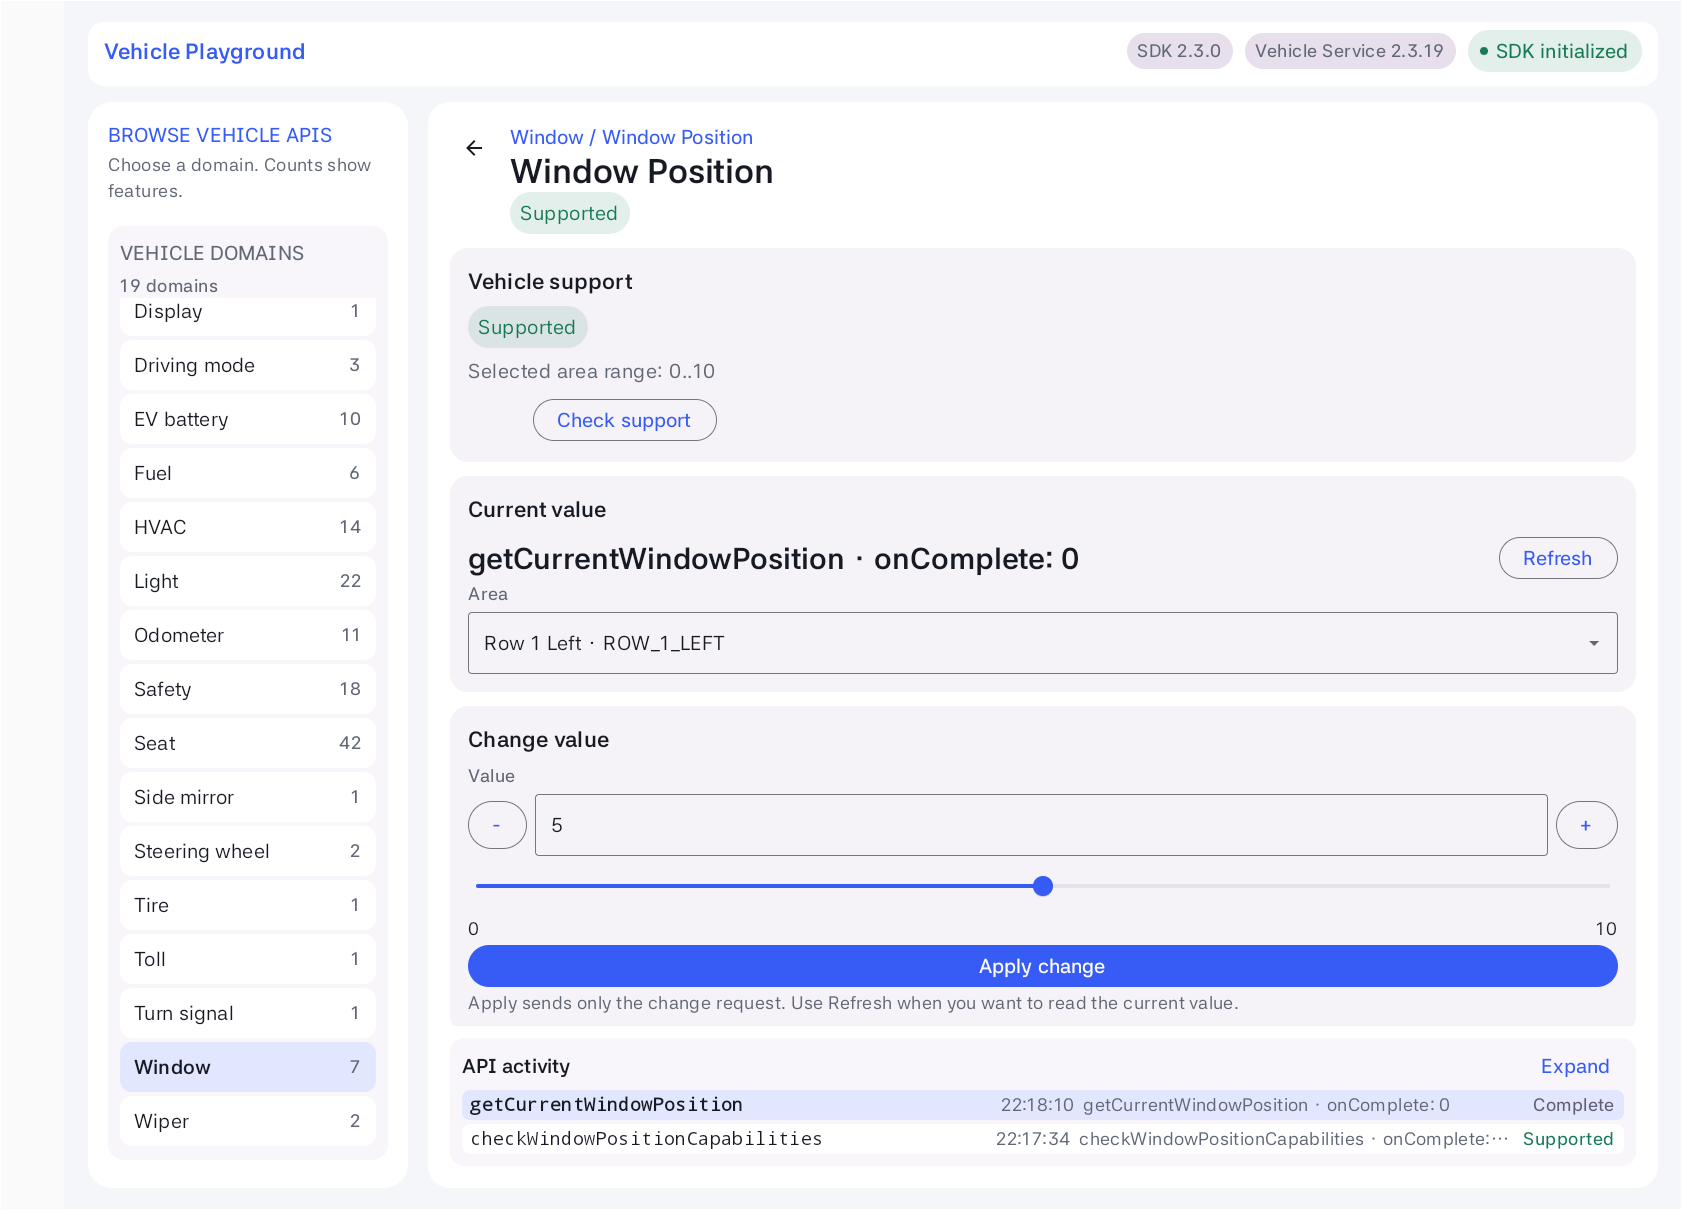 Vehicle Playground
SDK 2.3.0
Vehicle Service 2.3.19
SDK initialized
BROWSE VEHICLE APIS
Choose a domain. Counts show
features.
VEHICLE DOMAINS
19 domains
Display 1
Driving mode 3
EV battery 10
Fuel 6
HVAC 14
Light 22
Odometer 11
Safety 18
Seat 42
Side mirror 1
Steering wheel 2
Tire 1
Toll 1
Turn signal 1
Window 7
Wiper 2
Window / Window Position
Window Position
Supported
Vehicle support
Supported
Selected area range: 0..10
Check support
Current value
getCurrentWindowPosition · onComplete: 0
Refresh
Area
Row 1 Left · ROW_1_LEFT
Change value
Value
- 5 +
0 10
Apply change
Apply sends only the change request. Use Refresh when you want to read the current value.
API activity Expand
getCurrentWindowPosition 22:18:10 getCurrentWindowPosition · onComplete: 0 Complete
checkWindowPositionCapabilities 22:17:34 checkWindowPositionCapabilities · onComplete:··· Supported